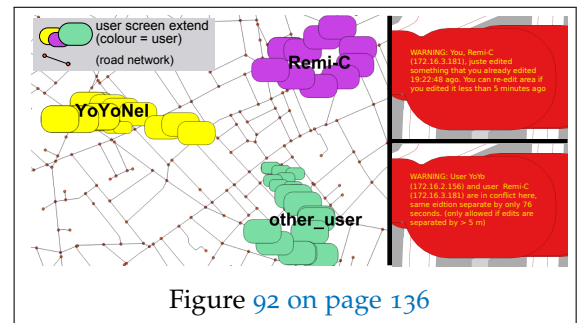 user screen extend
(colour = user)
(road network)
Remi-C
YoYoNel
other_user
WARNING: You, Remi-C
(172.16.3.181), juste edited
something that you already edited
19:22:48 ago. You can re-edit area if
you edited it less than 5 minutes ago
WARNING: User YoYo
(172.16.2.156) and user Remi-C
(172.16.3.181) are in conflict here,
same eidtion separate by only 76
seconds. (only allowed if edits are
separated by > 5 m)
Figure 92 on page 136